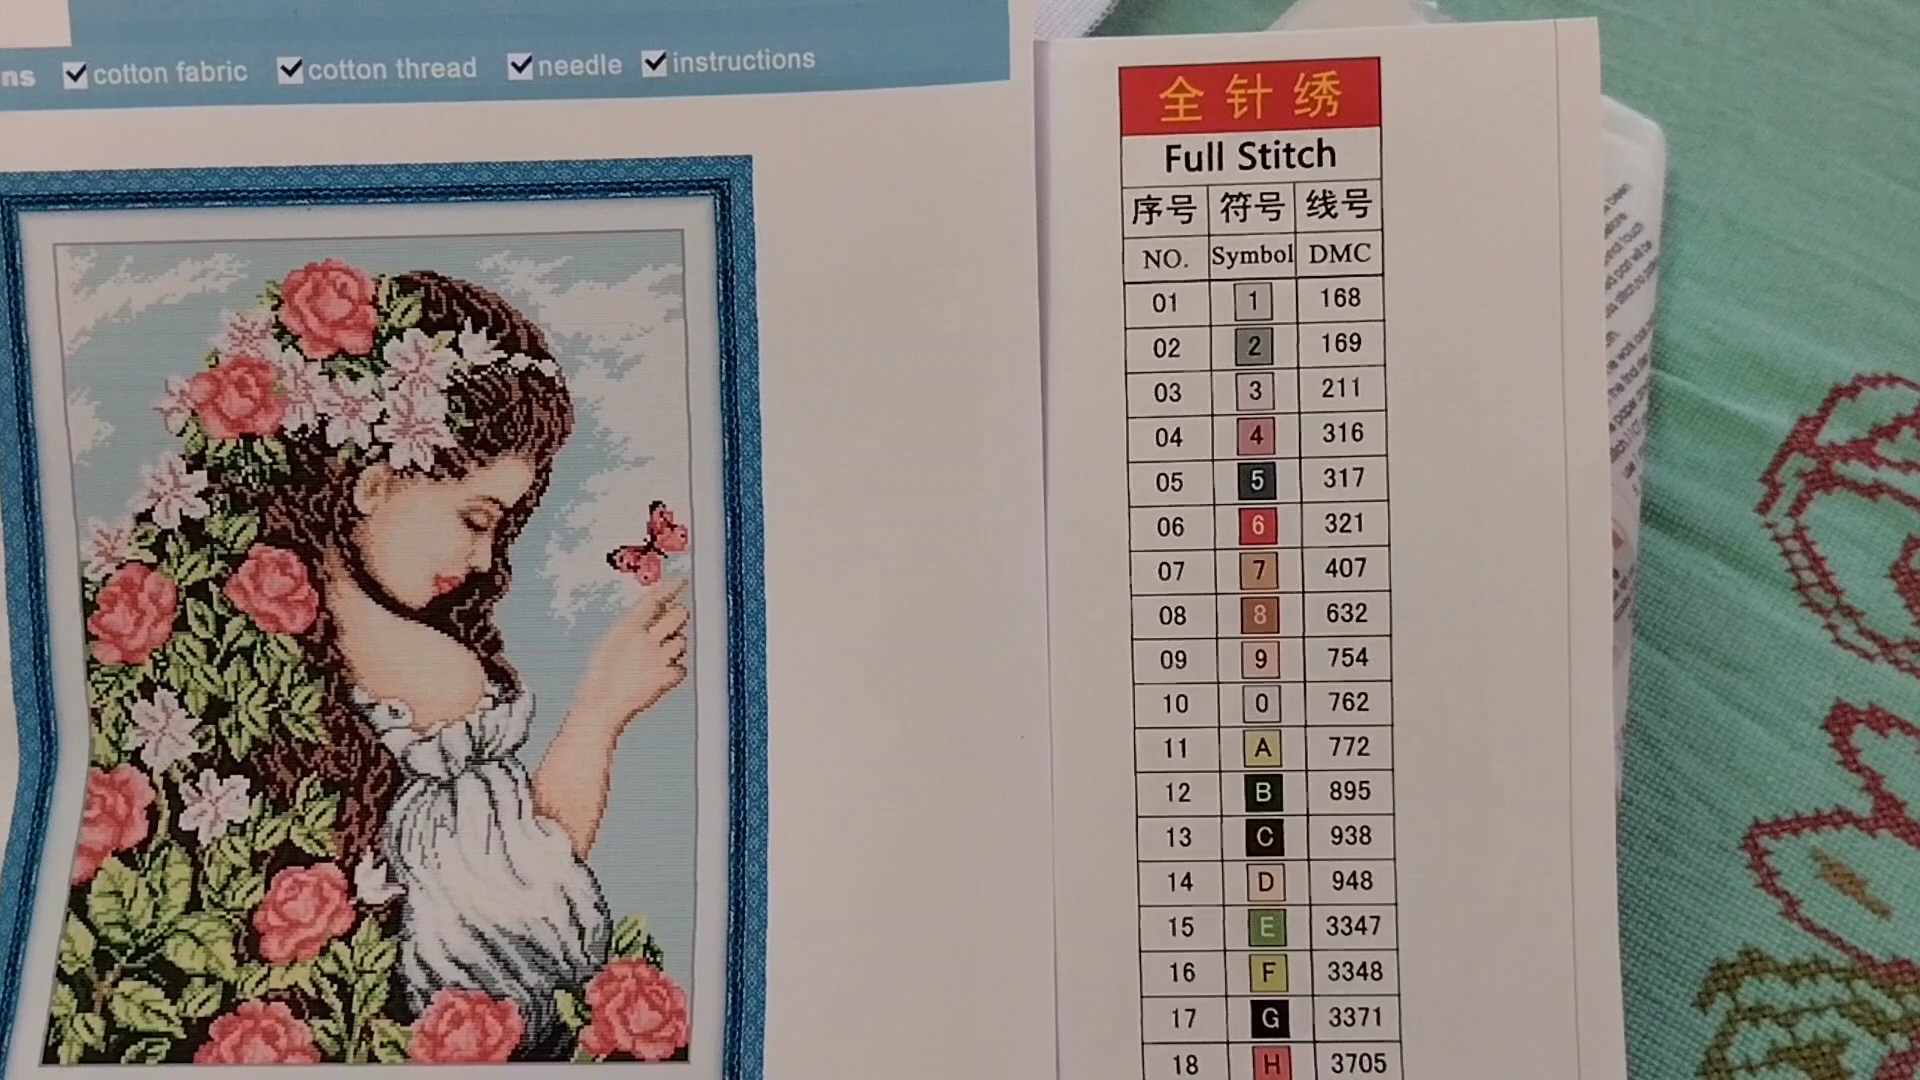 ns ☑ cotton fabric ☑ cotton thread ☑ needle ☑ instructions
全针绣
Full Stitch
序号 符号 线号
NO. Symbol DMC
01 1 168
02 2 169
03 3 211
04 4 316
05 5 317
06 6 321
07 7 407
08 8 632
09 9 754
10 0 762
11 A 772
12 B 895
13 C 938
14 D 948
15 E 3347
16 F 3348
17 G 3371
18 H 3705